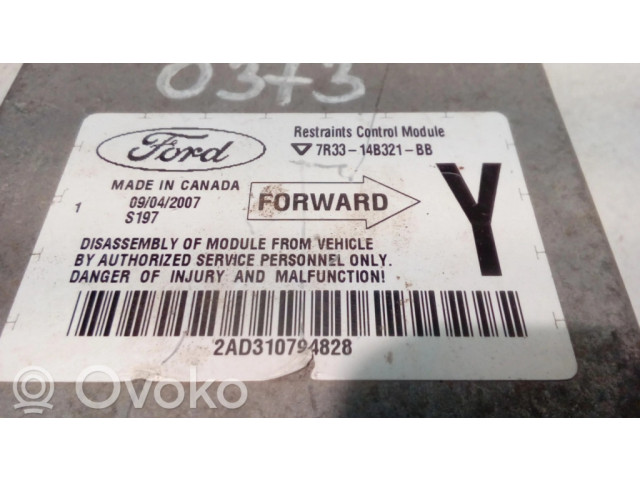 0373
Ford
Restraints Control Module
7R33-14B321-BB
MADE IN CANADA
09/04/2007
S197
1
FORWARD
Y
DISASSEMBLY OF MODULE FROM VEHICLE
BY AUTHORIZED SERVICE PERSONNEL ONLY.
DANGER OF INJURY AND MALFUNCTION!
2AD310794828
Ovoko